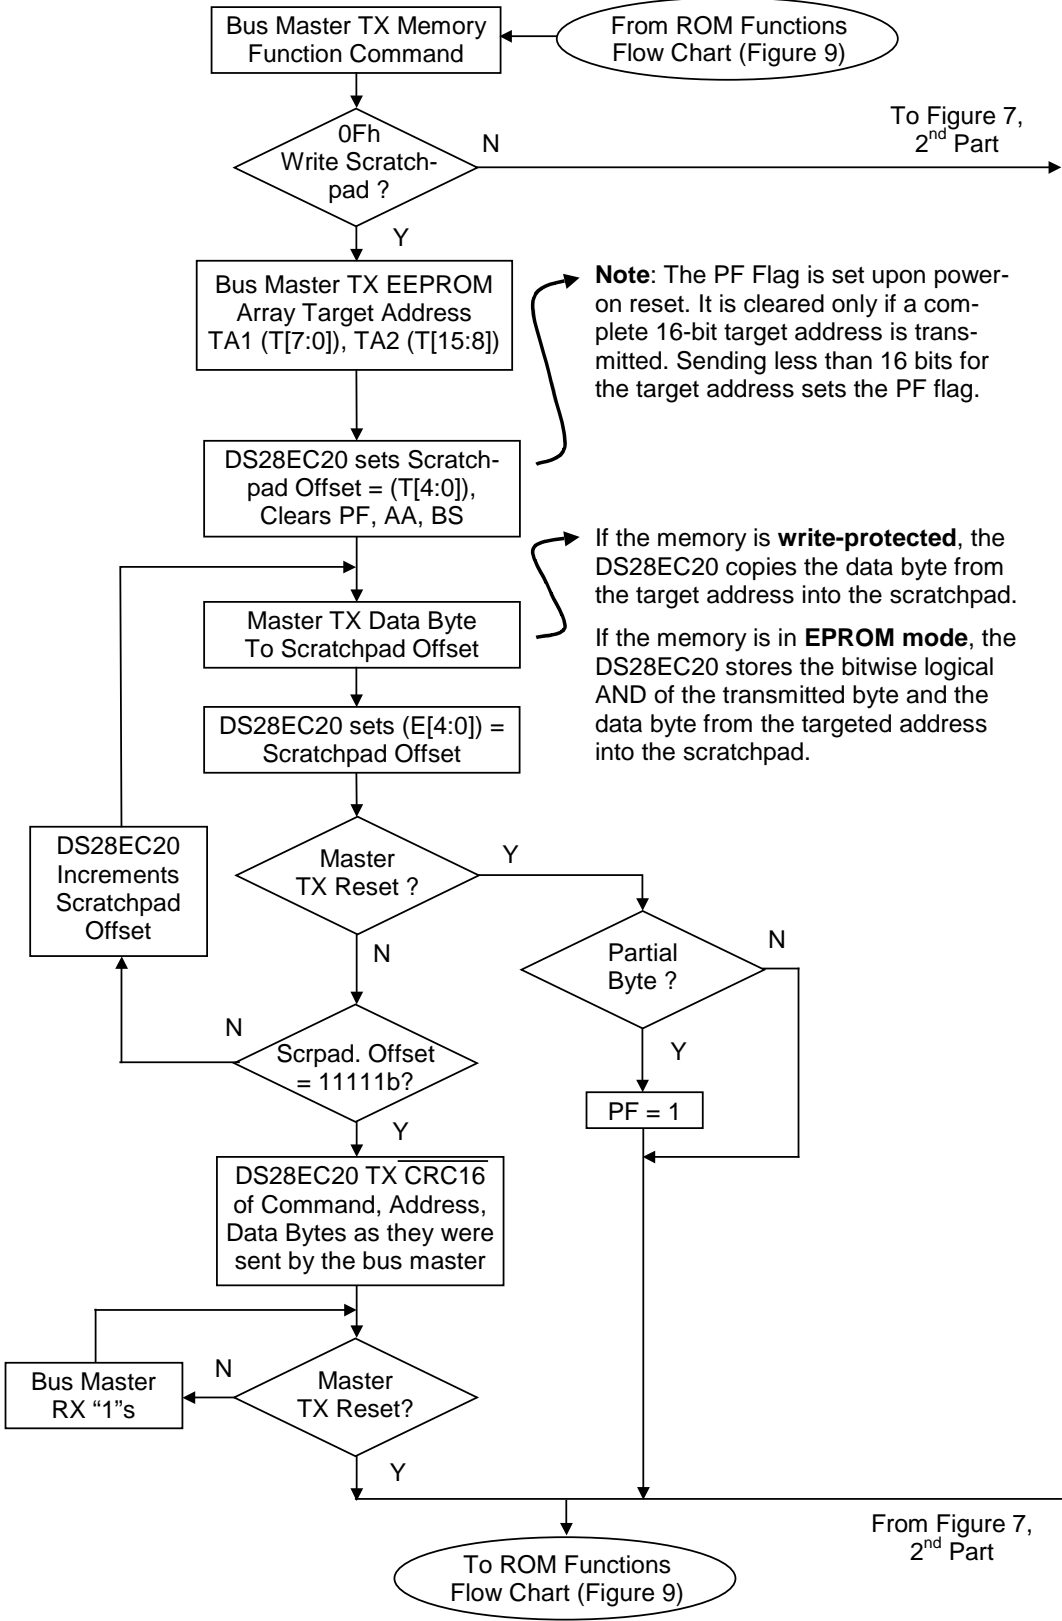 Bus Master TX Memory
Function Command
From ROM Functions
Flow Chart (Figure 9)
0Fh
Write Scratch-
pad ?
N
To Figure 7,
2nd Part
Y
Bus Master TX EEPROM
Array Target Address
TA1 (T[7:0]), TA2 (T[15:8])
Note: The PF Flag is set upon power-
on reset. It is cleared only if a com-
plete 16-bit target address is trans-
mitted. Sending less than 16 bits for
the target address sets the PF flag.
DS28EC20 sets Scratch-
pad Offset = (T[4:0]),
Clears PF, AA, BS
If the memory is write-protected, the
DS28EC20 copies the data byte from
the target address into the scratchpad.
If the memory is in EPROM mode, the
DS28EC20 stores the bitwise logical
AND of the transmitted byte and the
data byte from the targeted address
into the scratchpad.
Master TX Data Byte
To Scratchpad Offset
DS28EC20 sets (E[4:0]) =
Scratchpad Offset
DS28EC20
Increments
Scratchpad
Offset
Master
TX Reset ?
Y
N
Partial
Byte ?
N
Y
PF = 1
N
Scrpad. Offset
= 11111b?
Y
DS28EC20 TX CRC16
of Command, Address,
Data Bytes as they were
sent by the bus master
Bus Master
RX “1”s
N
Master
TX Reset?
Y
From Figure 7,
2nd Part
To ROM Functions
Flow Chart (Figure 9)